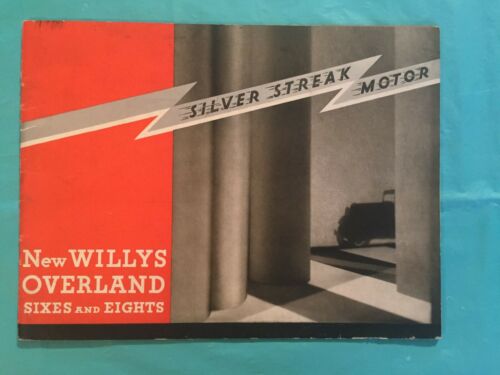 SILVER STREAK MOTOR
New WILLYS
OVERLAND
SIXES AND EIGHTS